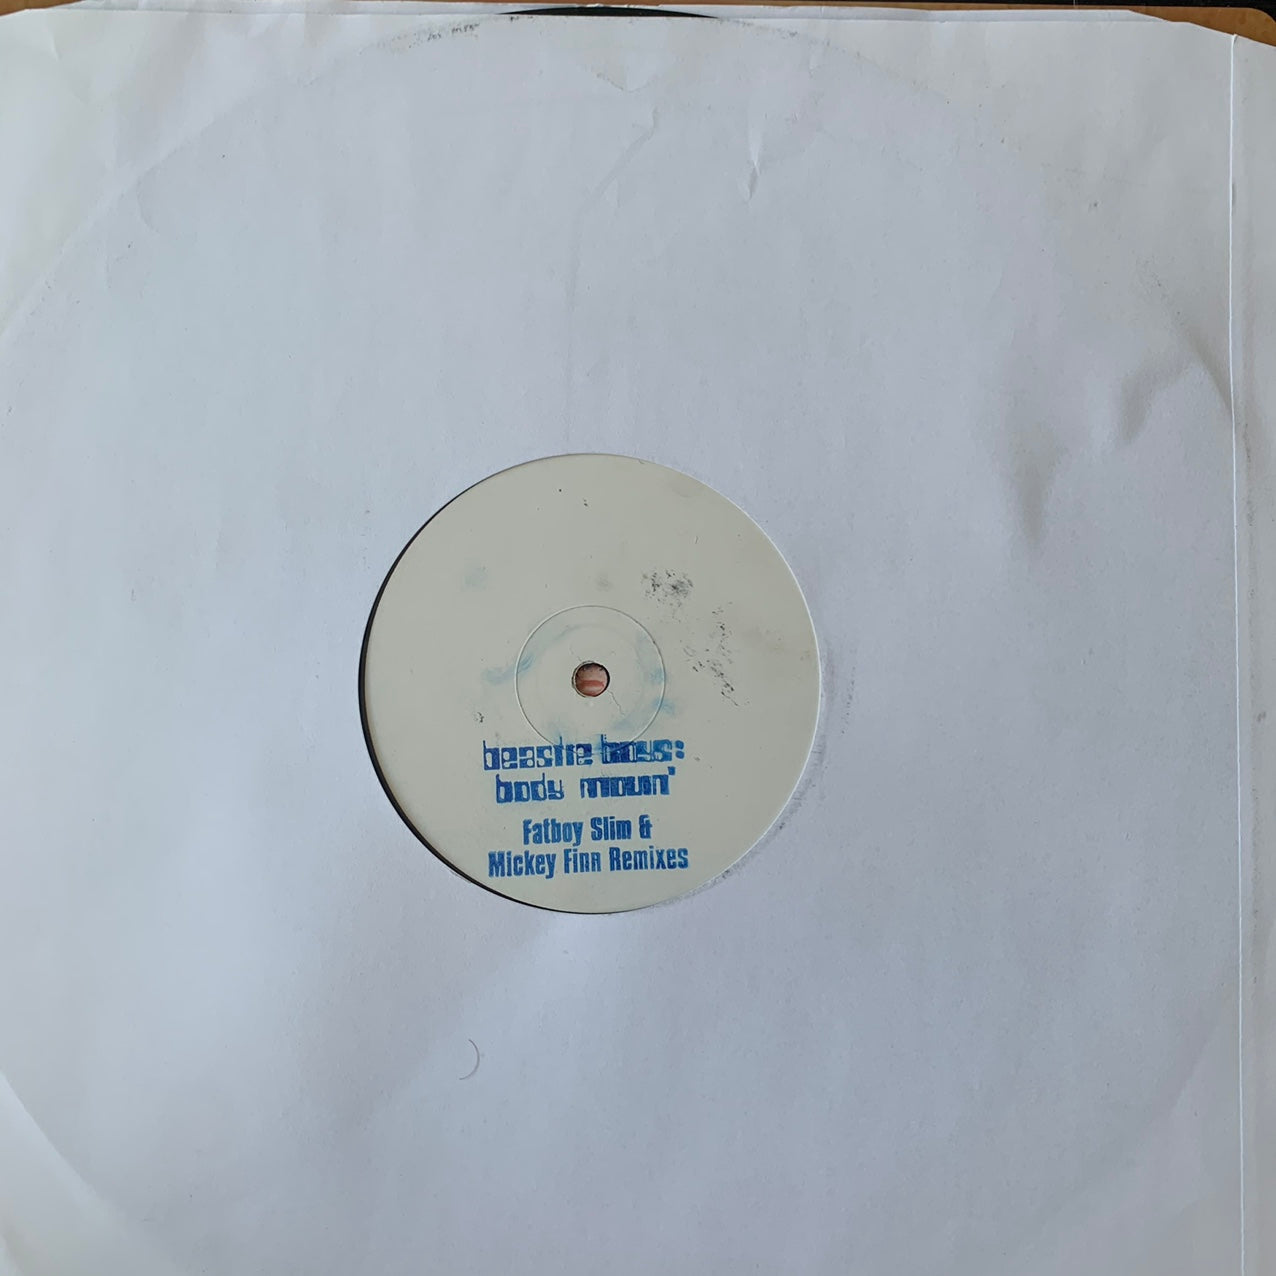 beastie boys:
body movin'
Fatboy Slim &
Mickey Finn Remixes